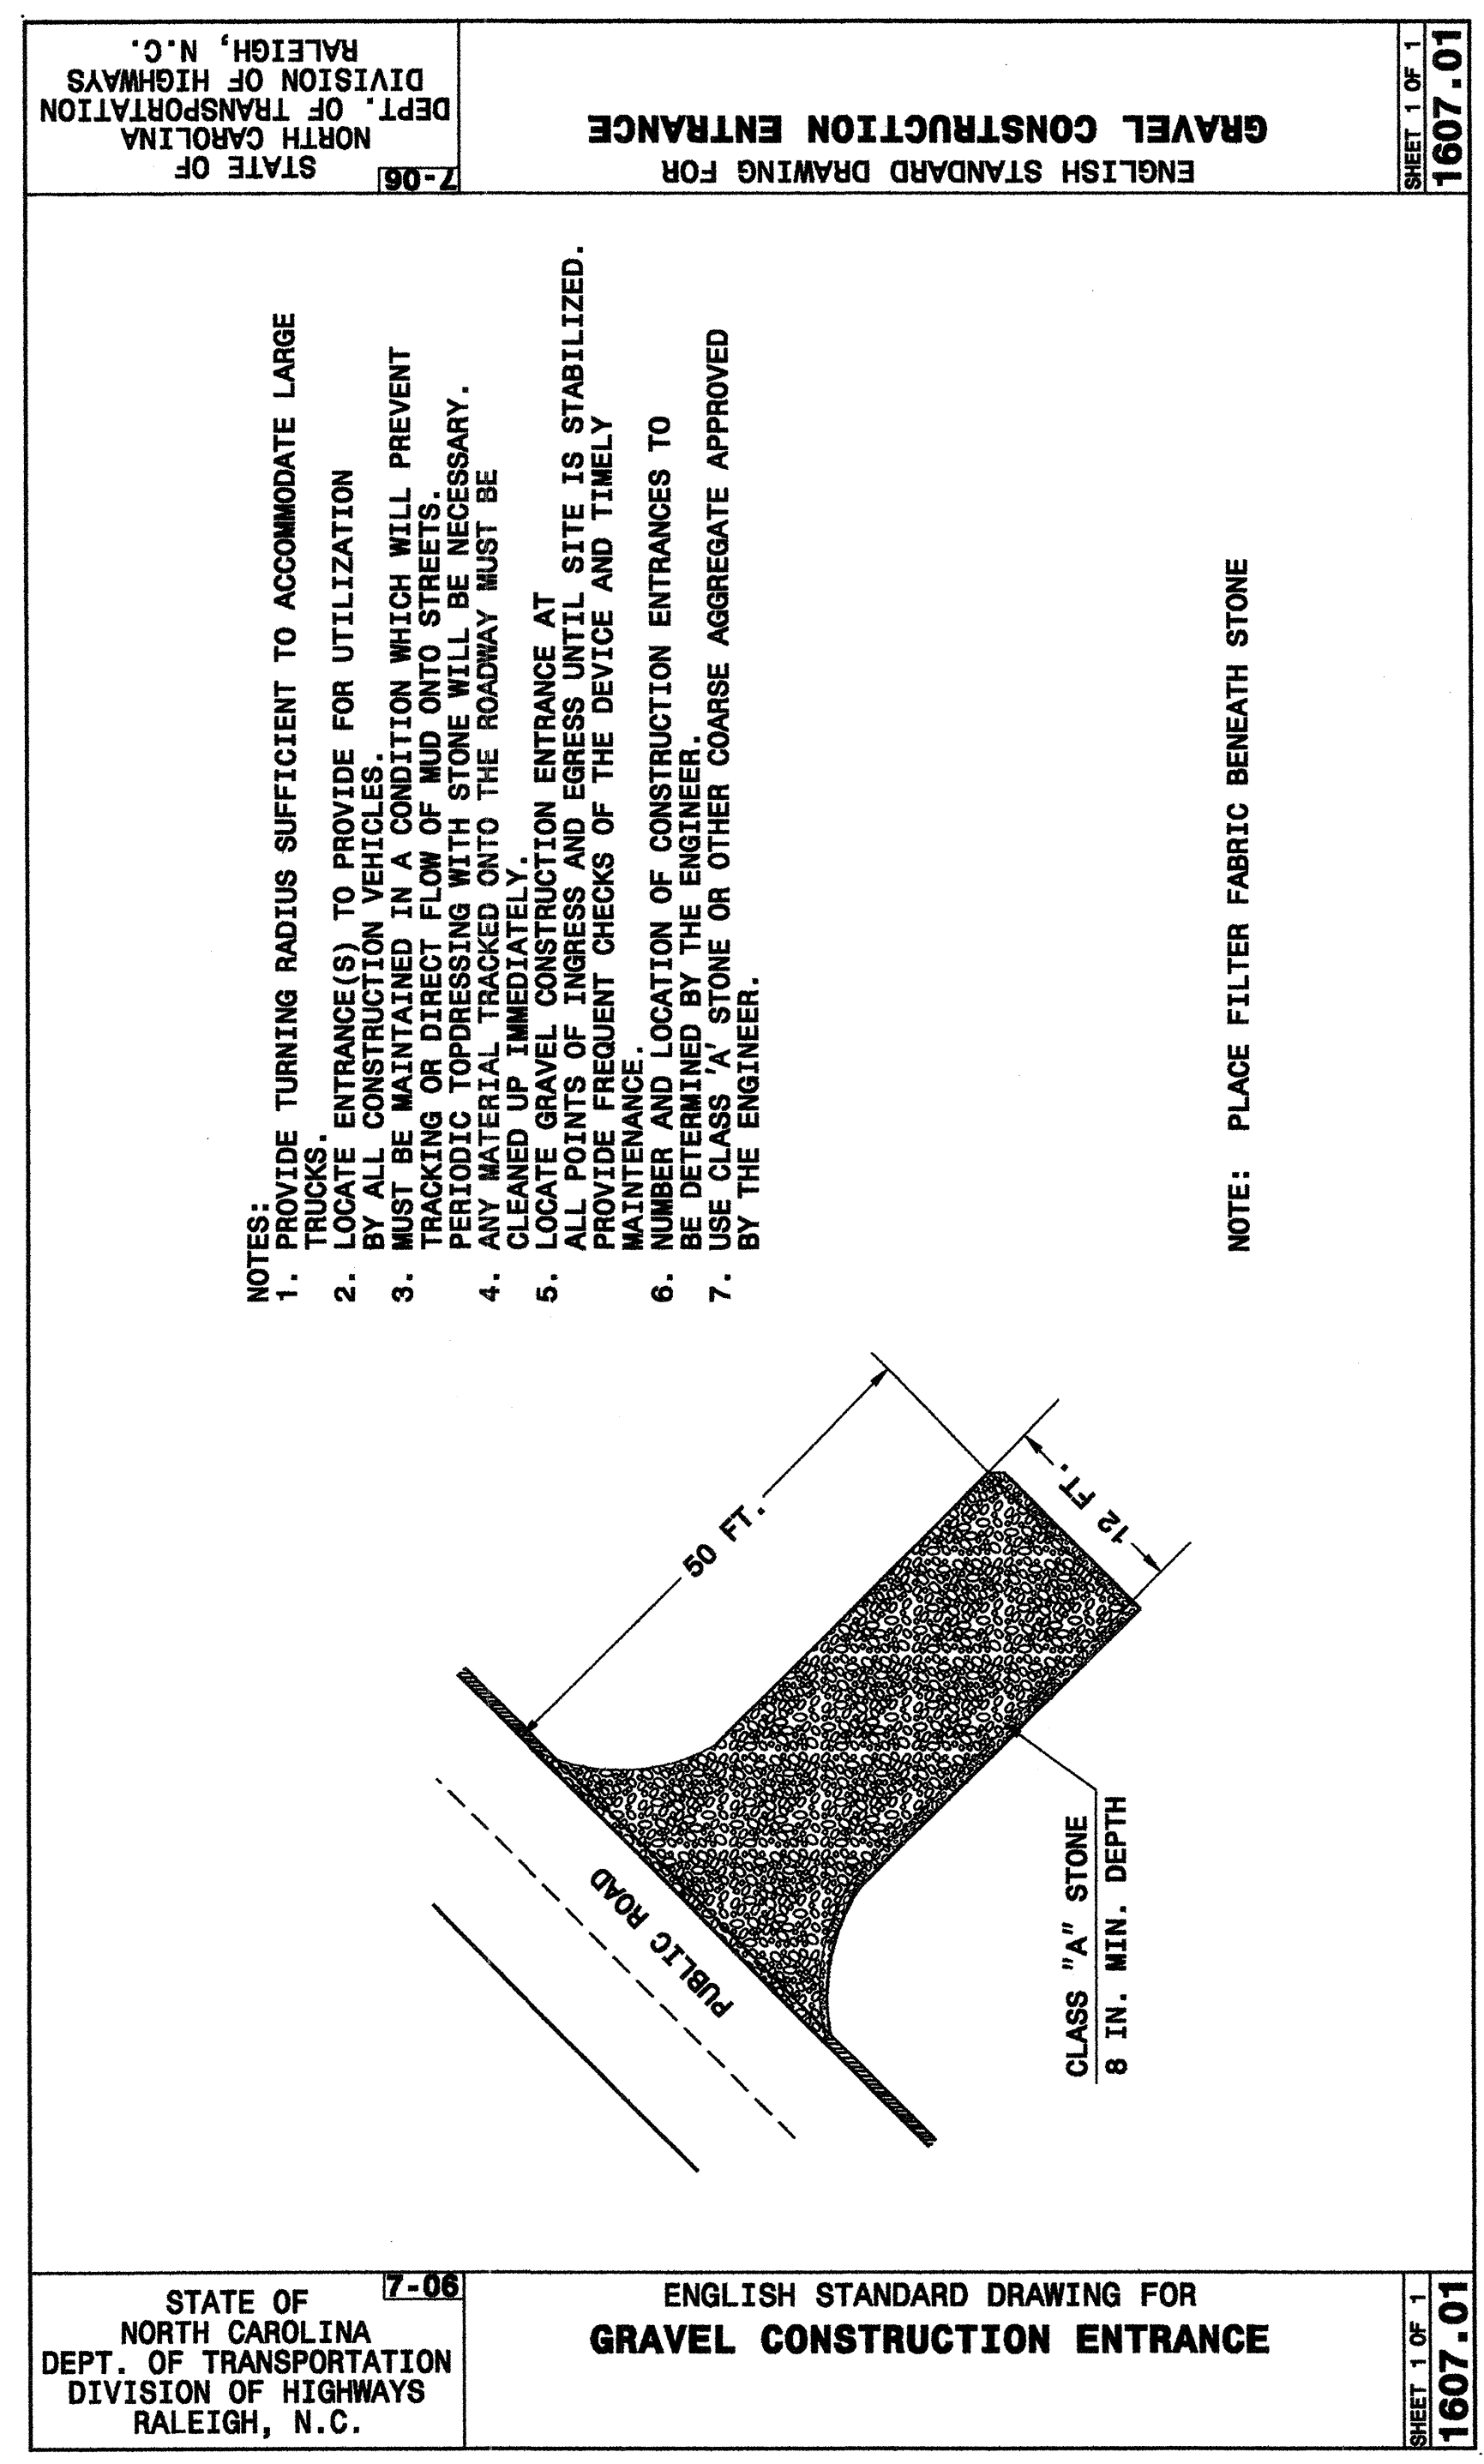 STATE OF
NORTH CAROLINA
DEPT. OF TRANSPORTATION
DIVISION OF HIGHWAYS
RALEIGH, N.C.
7-06
ENGLISH STANDARD DRAWING FOR
GRAVEL CONSTRUCTION ENTRANCE
SHEET 1 OF 1
1607.01
NOTES:
1. PROVIDE TURNING RADIUS SUFFICIENT TO ACCOMMODATE LARGE
TRUCKS.
2. LOCATE ENTRANCE(S) TO PROVIDE FOR UTILIZATION
BY ALL CONSTRUCTION VEHICLES.
3. MUST BE MAINTAINED IN A CONDITION WHICH WILL PREVENT
TRACKING OR DIRECT FLOW OF MUD ONTO STREETS.
PERIODIC TOPDRESSING WITH STONE WILL BE NECESSARY.
4. ANY MATERIAL TRACKED ONTO THE ROADWAY MUST BE
CLEANED UP IMMEDIATELY.
5. LOCATE GRAVEL CONSTRUCTION ENTRANCE AT
ALL POINTS OF INGRESS AND EGRESS UNTIL SITE IS STABILIZED.
PROVIDE FREQUENT CHECKS OF THE DEVICE AND TIMELY
MAINTENANCE.
6. NUMBER AND LOCATION OF CONSTRUCTION ENTRANCES TO
BE DETERMINED BY THE ENGINEER.
7. USE CLASS 'A' STONE OR OTHER COARSE AGGREGATE APPROVED
BY THE ENGINEER.
NOTE: PLACE FILTER FABRIC BENEATH STONE
50 FT.
12 FT.
PUBLIC ROAD
CLASS "A" STONE
8 IN. MIN. DEPTH
STATE OF
NORTH CAROLINA
DEPT. OF TRANSPORTATION
DIVISION OF HIGHWAYS
RALEIGH, N.C.
7-06
ENGLISH STANDARD DRAWING FOR
GRAVEL CONSTRUCTION ENTRANCE
SHEET 1 OF 1
1607.01